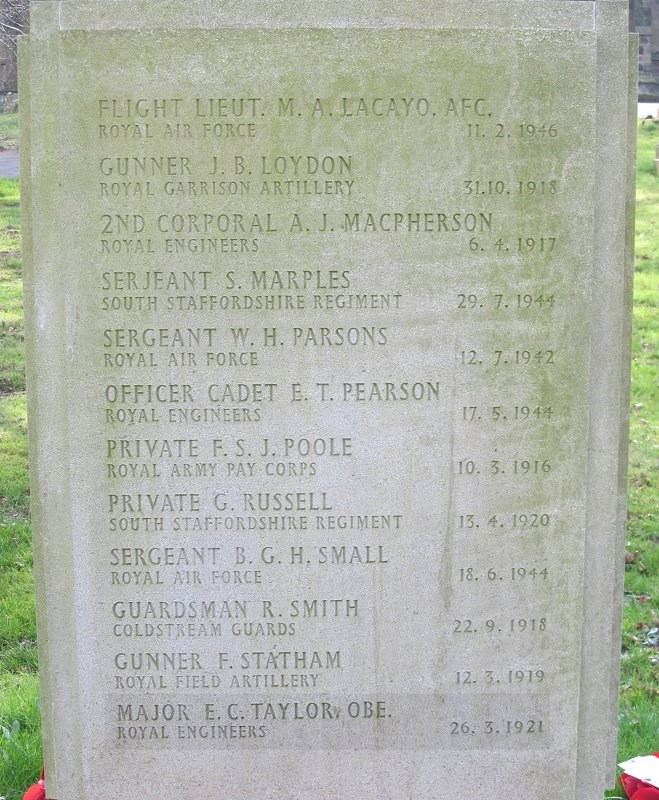 FLIGHT LIEUT. M. A. LACAYO. AFC.
ROYAL AIR FORCE 11. 2. 1946
GUNNER J. B. LOYDON
ROYAL GARRISON ARTILLERY 31.10. 1918
2ND CORPORAL A. J. MACPHERSON
ROYAL ENGINEERS 6. 4. 1917
SERJEANT S. MARPLES
SOUTH STAFFORDSHIRE REGIMENT 29. 7. 1944
SERGEANT W. H. PARSONS
ROYAL AIR FORCE 12. 7. 1942
OFFICER CADET E. T. PEARSON
ROYAL ENGINEERS 17. 5. 1944
PRIVATE F. S. J. POOLE
ROYAL ARMY PAY CORPS 10. 3. 1916
PRIVATE G. RUSSELL
SOUTH STAFFORDSHIRE REGIMENT 13. 4. 1920
SERGEANT B. G. H. SMALL
ROYAL AIR FORCE 18. 6. 1944
GUARDSMAN R. SMITH
COLDSTREAM GUARDS 22. 9. 1918
GUNNER F. STATHAM
ROYAL FIELD ARTILLERY 12. 3. 1919
MAJOR E. C. TAYLOR, OBE.
ROYAL ENGINEERS 26. 3. 1921